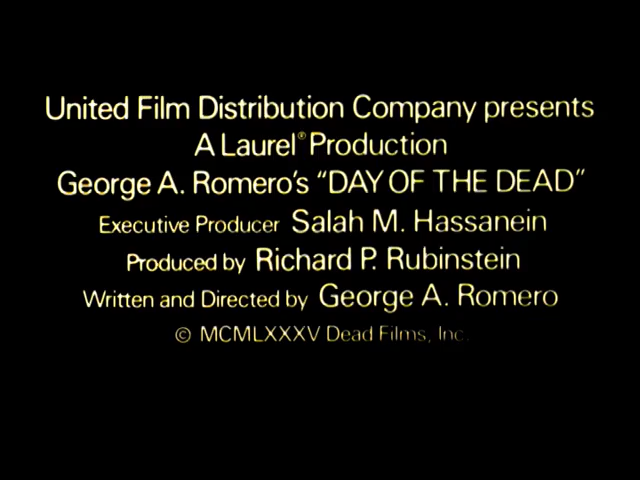 United Film Distribution Company presents
A Laurel® Production
George A. Romero's "DAY OF THE DEAD"
Executive Producer Salah M. Hassanein
Produced by Richard P. Rubinstein
Written and Directed by George A. Romero
© MCMLXXXV Dead Films, Inc.